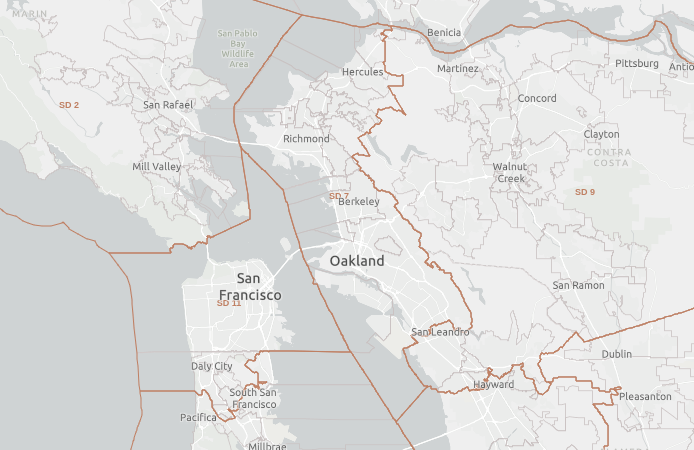 MARIN
San Pablo
Bay
Wildlife
Area
Benicia
Hercules
Martinez
Pittsburg
Antio
SD 2
San Rafael
Concord
Richmond
Clayton
CONTRA
COSTA
Mill Valley
Walnut
Creek
SD 7
Berkeley
SD 9
Oakland
San
Francisco
SD 11
San Ramon
San Leandro
Daly City
Dublin
South San
Francisco
Hayward
Pleasanton
Pacifica
Millbrae